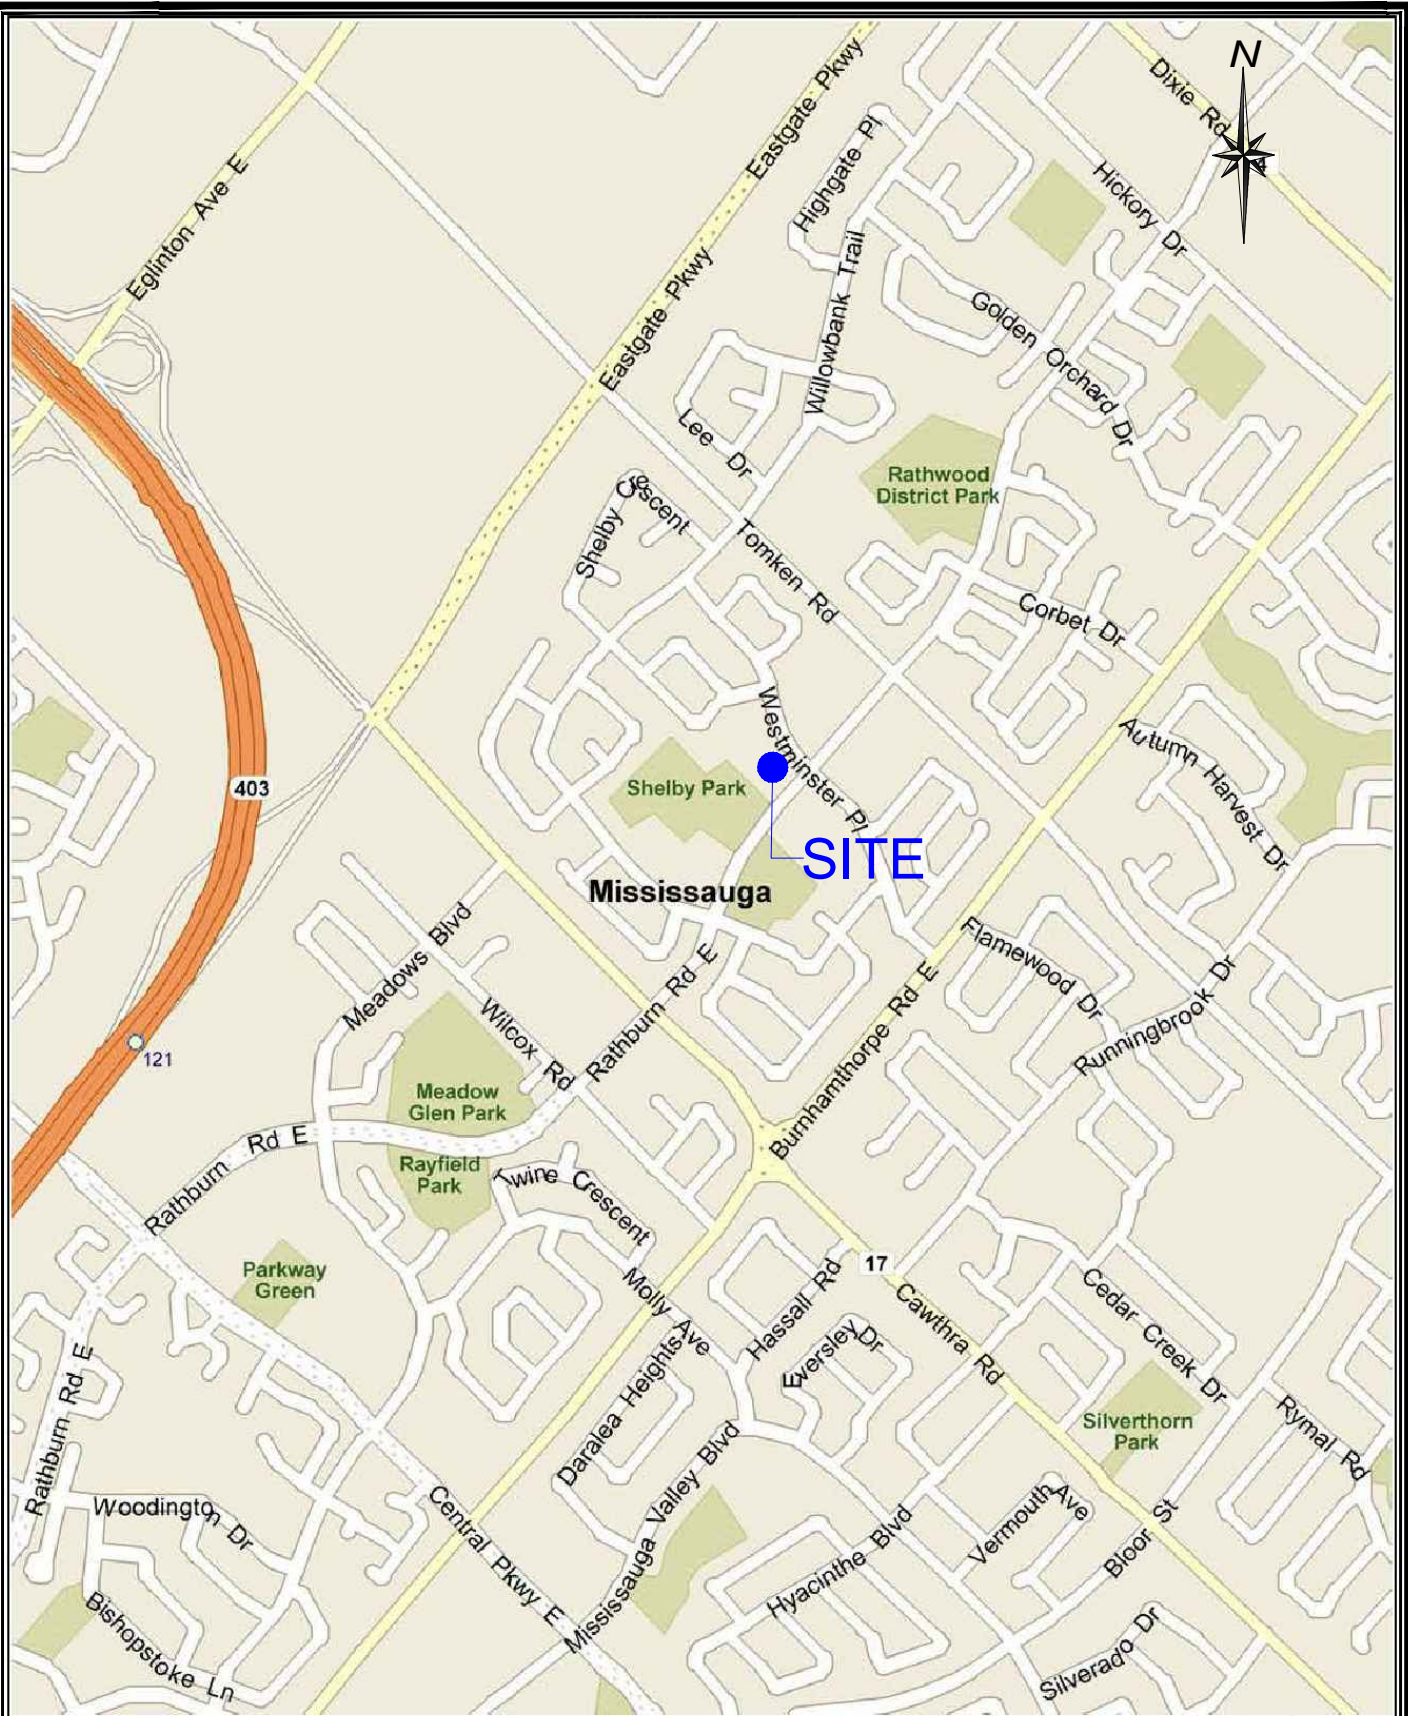 N
Dixie Rd
4
Eastgate Pkwy
Highgate Pl
Hickory Dr
Eglinton Ave E
Willowbank Trail
Eastgate Pkwy
Golden Orchard Dr
Lee Dr
Rathwood
District Park
Shelby Crescent
Tomken Rd
Corbet Dr
Westminster Pl
Autumn Harvest Dr
403
Shelby Park
SITE
Mississauga
Meadows Blvd
Flamewood Dr
Rathburn Rd E
Wilcox Rd
Burnhamthorpe Rd E
Runningbrook Dr
121
Meadow
Glen Park
Rathburn Rd E
Rayfield
Park
Twine Crescent
Parkway
Green
17
Molly Ave
Hassall Rd
Cawthra Rd
Cedar Creek Dr
Eversley Dr
Rathburn Rd E
Daralea Heights
Silverthorn
Park
Rymal Rd
Mississauga Valley Blvd
Woodington Dr
Central Pkwy E
Vermouth Ave
Bloor St
Hyacinthe Blvd
Bishopstoke Ln
Silverado Dr